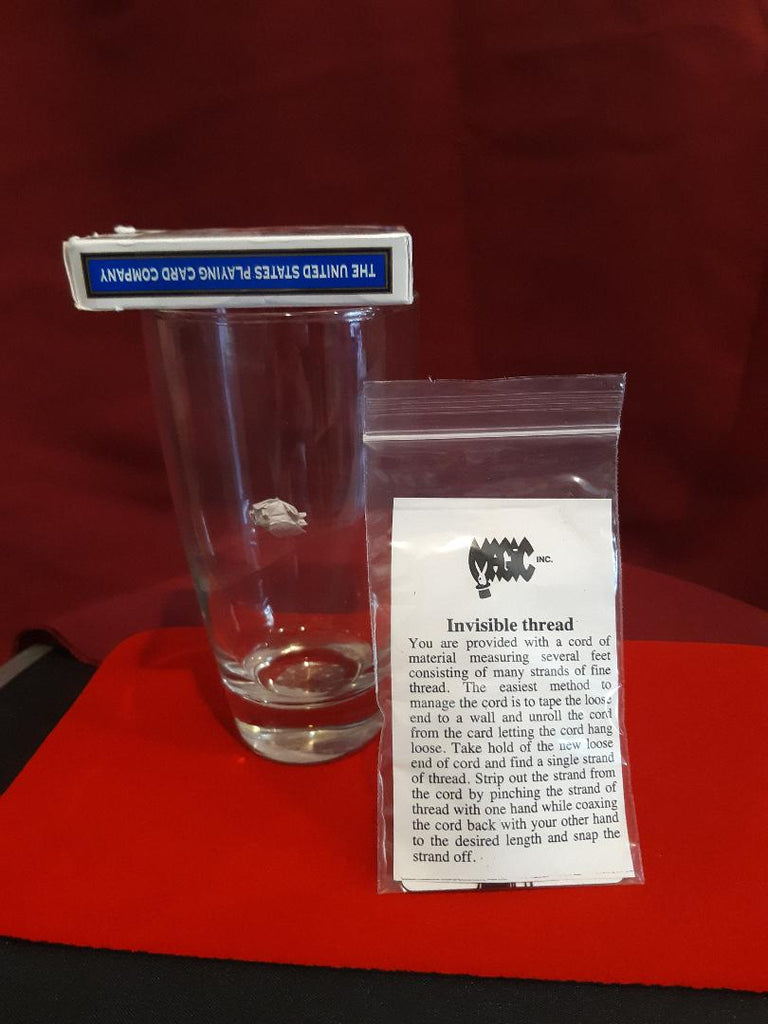 THE UNITED STATES PLAYING CARD COMPANY
MAGIC INC.
Invisible thread
You are provided with a cord of
material measuring several feet
consisting of many strands of fine
thread. The easiest method to
manage the cord is to tape the loose
end to a wall and unroll the cord
from the card letting the cord hang
loose. Take hold of the new loose
end of cord and find a single strand
of thread. Strip out the strand from
the cord by pinching the strand of
thread with one hand while coaxing
the cord back with your other hand
to the desired length and snap the
strand off.